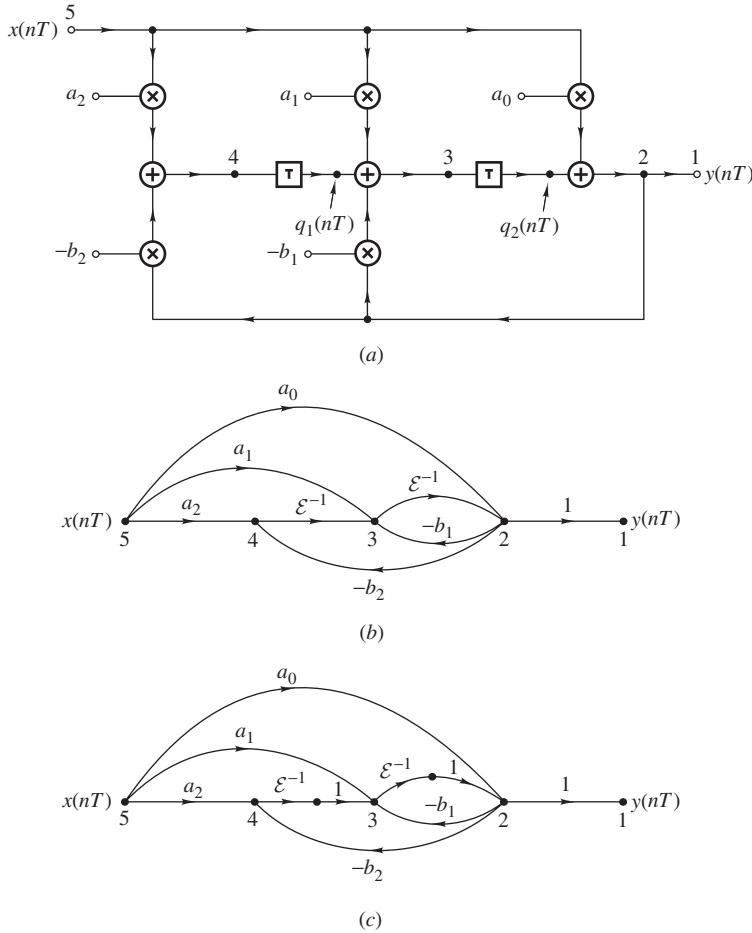 5
x(nT)
a₂ × a₁ × a₀ ×
4 3 2 1
+ T + T + y(nT)
q₁(nT) q₂(nT)
−b₂ × −b₁ ×
(a)
a₀
a₁ ℰ⁻¹
x(nT) a₂ ℰ⁻¹ −b₁ 1 y(nT)
5 4 3 2 1
−b₂
(b)
a₀
a₁ ℰ⁻¹ 1
x(nT) a₂ ℰ⁻¹ 1 −b₁ 1 y(nT)
5 4 3 2 1
−b₂
(c)